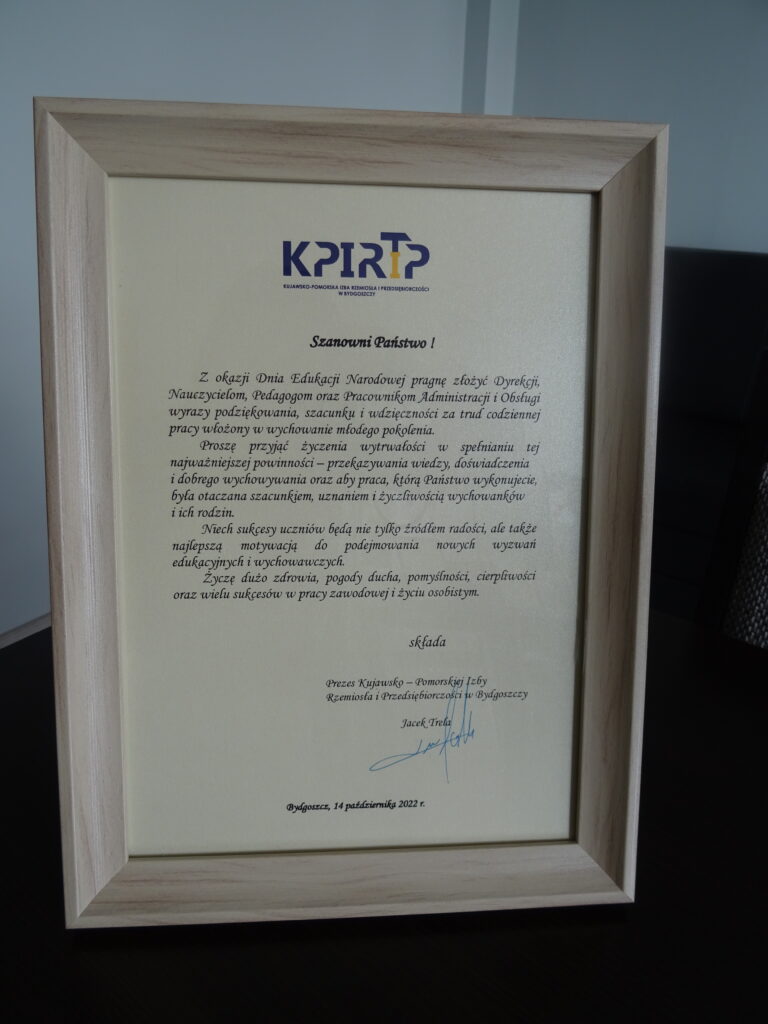 KPIRTIP
KUJAWSKO-POMORSKA IZBA RZEMIOSŁA I PRZEDSIĘBIORCZOŚCI
W BYDGOSZCZY
Szanowni Państwo !
Z okazji Dnia Edukacji Narodowej pragnę złożyć Dyrekcji,
Nauczycielom, Pedagogom oraz Pracownikom Administracji i Obsługi
wyrazy podziękowania, szacunku i wdzięczności za trud codziennej
pracy włożony w wychowanie młodego pokolenia.
Proszę przyjąć życzenia wytrwałości w spełnianiu tej
najważniejszej powinności – przekazywania wiedzy, doświadczenia
i dobrego wychowywania oraz aby praca, którą Państwo wykonujecie,
była otaczana szacunkiem, uznaniem i życzliwością wychowanków
i ich rodzin.
Niech sukcesy uczniów będą nie tylko źródłem radości, ale także
najlepszą motywacją do podejmowania nowych wyzwań
edukacyjnych i wychowawczych.
Życzę dużo zdrowia, pogody ducha, pomyślności, cierpliwości
oraz wielu sukcesów w pracy zawodowej i życiu osobistym.
składa
Prezes Kujawsko – Pomorskiej Izby
Rzemiosła i Przedsiębiorczości w Bydgoszczy
Jacek Trela
Bydgoszcz, 14 października 2022 r.